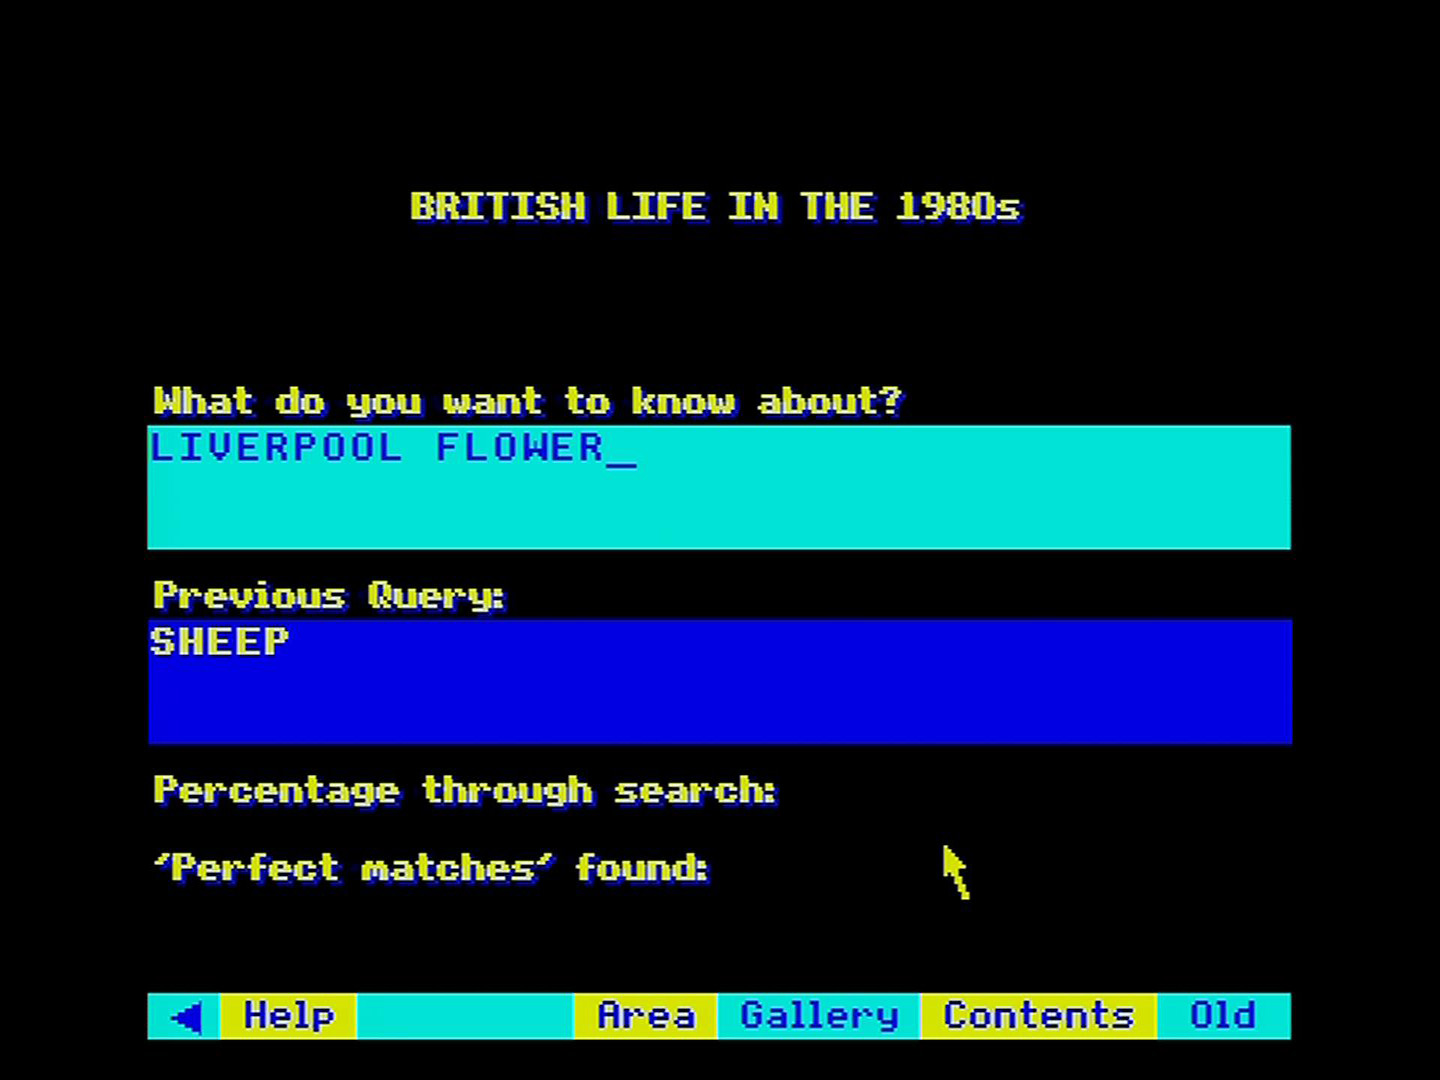 BRITISH LIFE IN THE 1980s
What do you want to know about?
LIVERPOOL FLOWER_
Previous Query:
SHEEP
Percentage through search:
‘Perfect matches’ found:
Help Area Gallery Contents Old